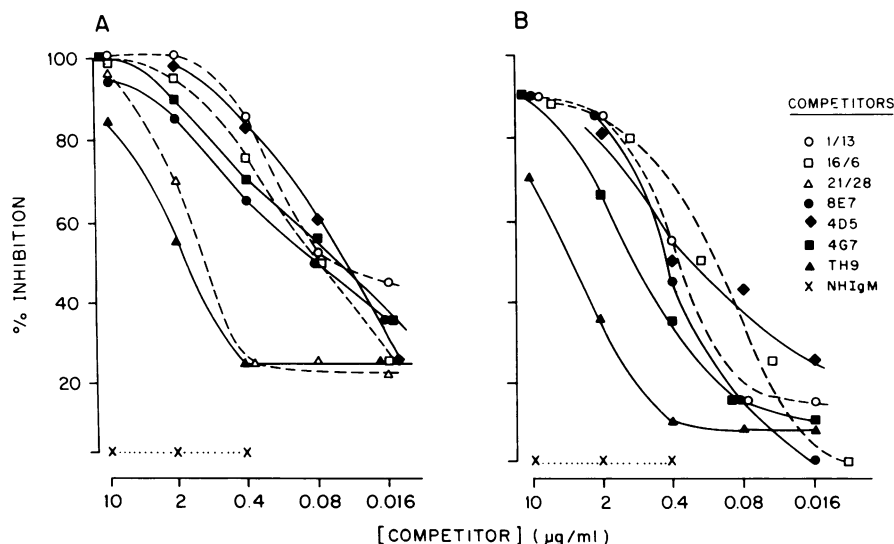 A
B
100
80
60
40
20
% INHIBITION
10 2 0.4 0.08 0.016
10 2 0.4 0.08 0.016
[COMPETITOR] (µg/ml)
COMPETITORS
1/13
16/6
21/28
8E7
4D5
4G7
TH9
NHIgM